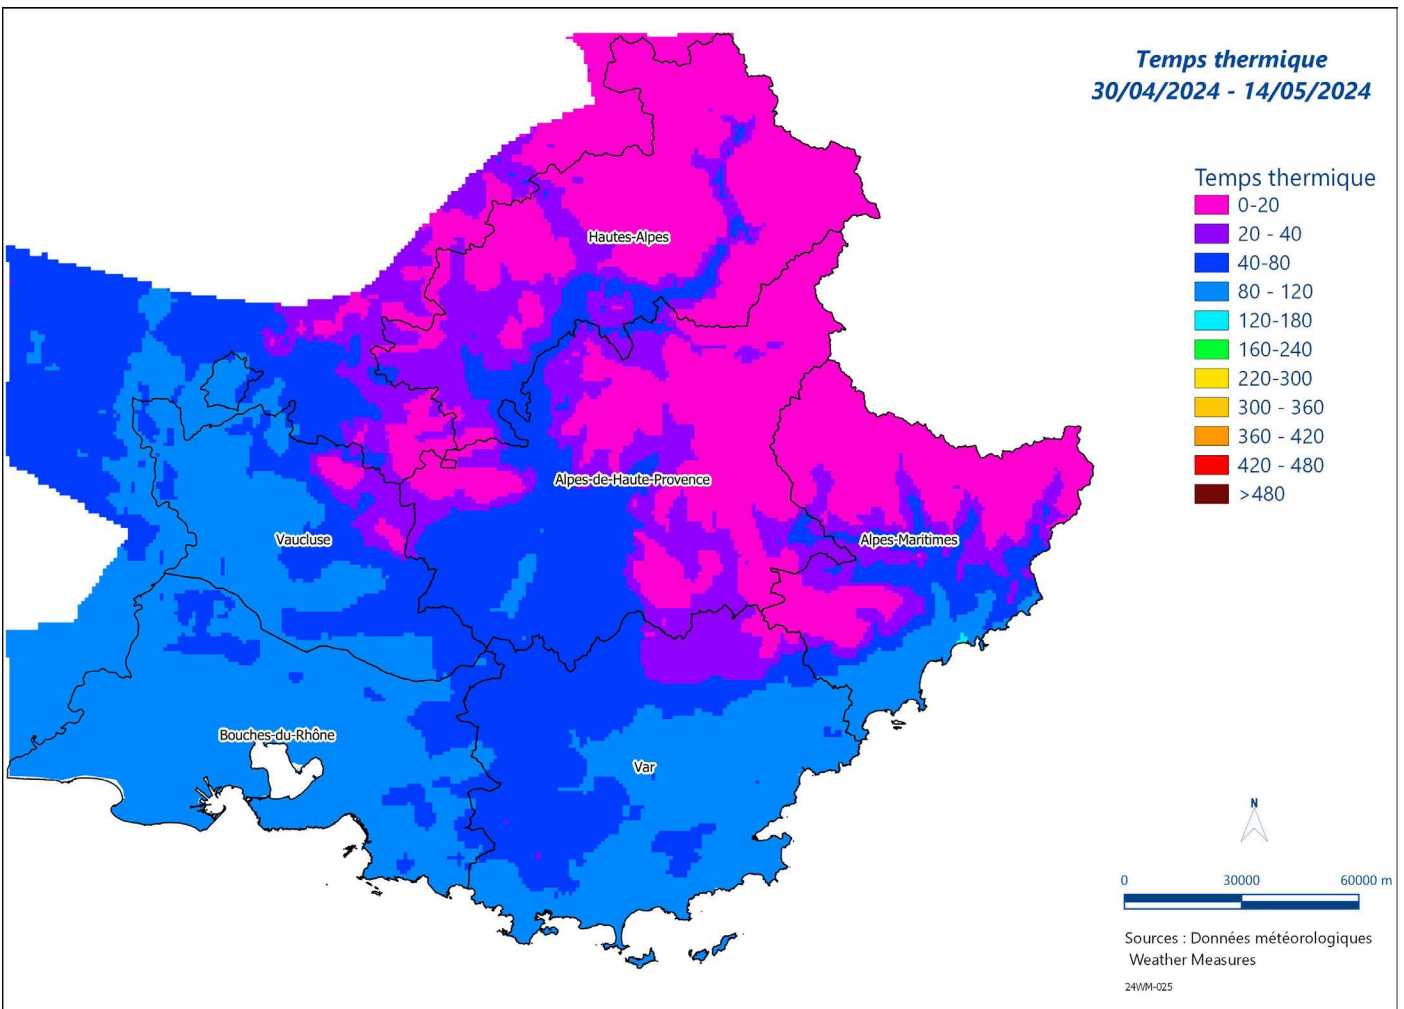 Temps thermique
30/04/2024 - 14/05/2024
Temps thermique
0-20
20 - 40
40-80
80 - 120
120-180
160-240
220-300
300 - 360
360 - 420
420 - 480
>480
Hautes-Alpes
Alpes-de-Haute-Provence
Vaucluse
Alpes-Maritimes
Bouches-du-Rhône
Var
N
0 30000 60000 m
Sources : Données météorologiques
Weather Measures
24WM-025